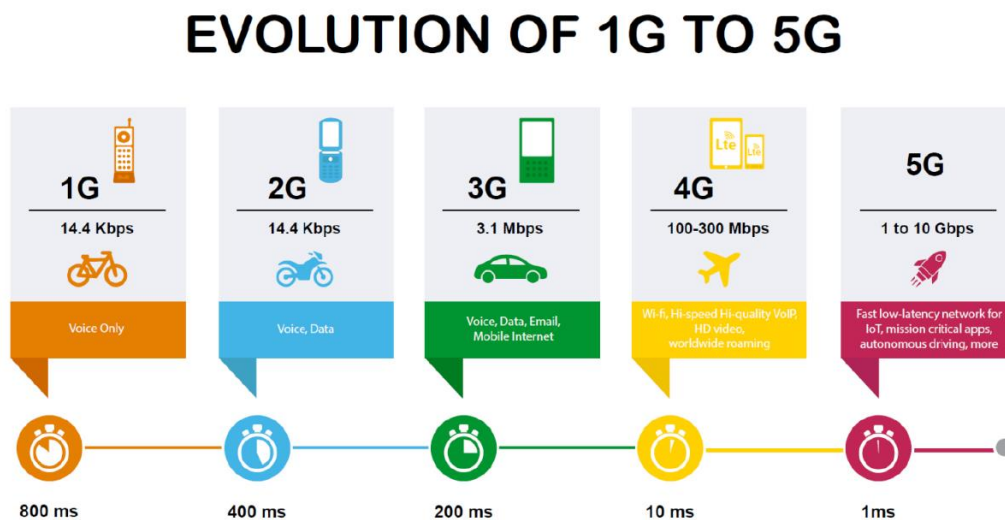 EVOLUTION OF 1G TO 5G
1G
14.4 Kbps
Voice Only
800 ms
2G
14.4 Kbps
Voice, Data
400 ms
3G
3.1 Mbps
Voice, Data, Email,
Mobile Internet
200 ms
Lte
Lte
4G
100-300 Mbps
Wi-fi, Hi-speed Hi-quality VoIP,
HD video,
worldwide roaming
10 ms
5G
1 to 10 Gbps
Fast low-latency network for
IoT, mission critical apps,
autonomous driving, more
1ms